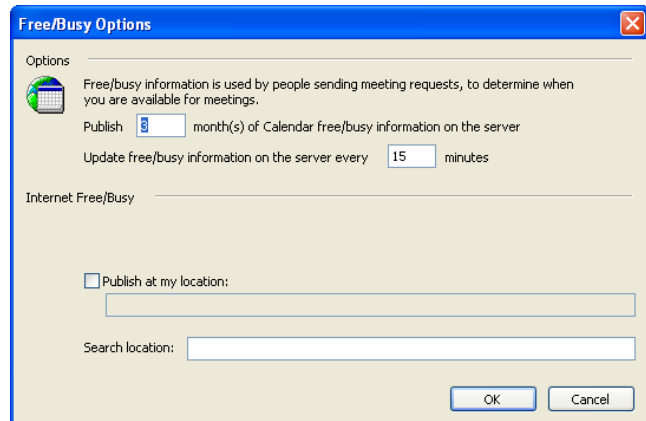 Free/Busy Options
Options
Free/busy information is used by people sending meeting requests, to determine when
you are available for meetings.
Publish 3 month(s) of Calendar free/busy information on the server
Update free/busy information on the server every 15 minutes
Internet Free/Busy
Publish at my location:
Search location:
OK Cancel